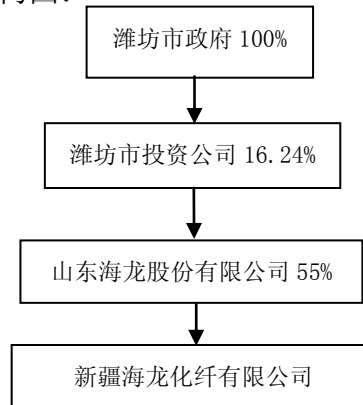 潍坊市政府 100%
潍坊市投资公司 16.24%
山东海龙股份有限公司 55%
新疆海龙化纤有限公司